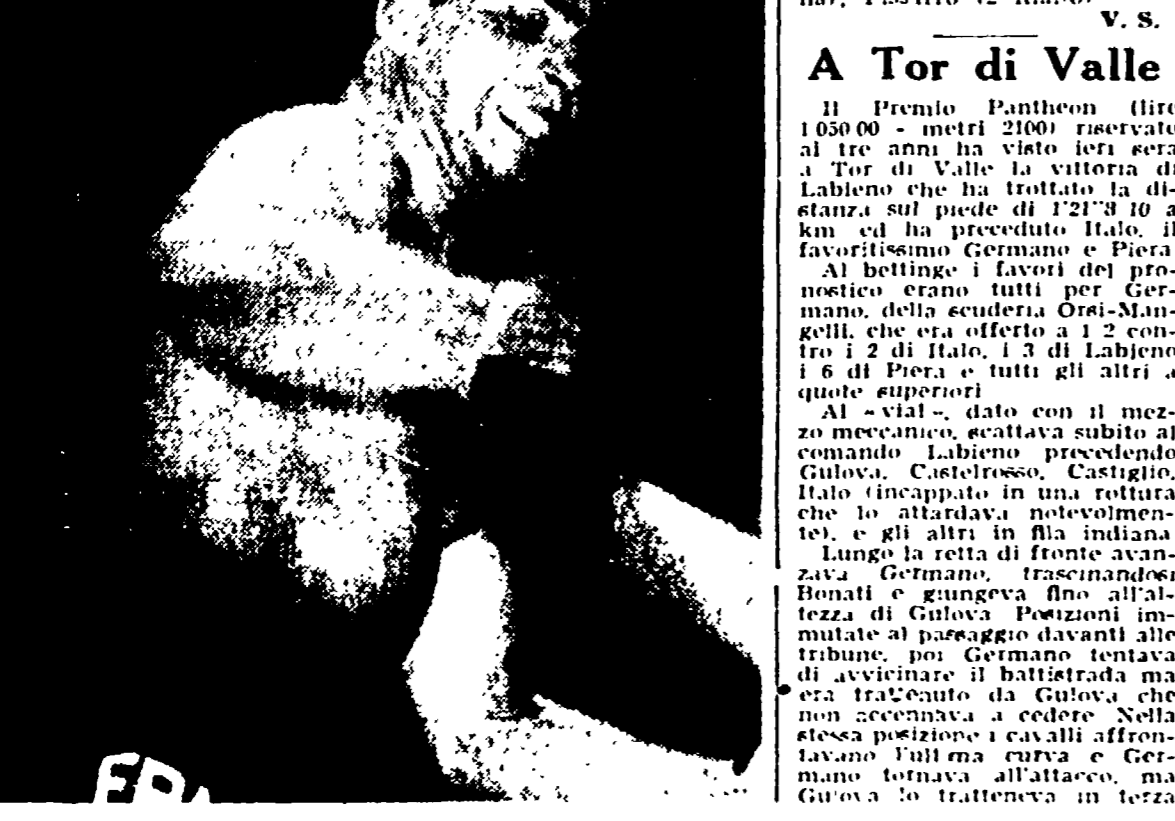 V. S.
A Tor di Valle
Il Premio Pantheon (lire
1 050 00 - metri 2100) riservato
ai tre anni ha visto ieri sera
a Tor di Valle la vittoria di
Labieno che ha trottato la di-
stanza sul piede di 1'21"8 10 a
km ed ha preceduto Italo, il
favoritissimo Germano e Piera
Al bettinge i favori del pro-
nostico erano tutti per Ger-
mano, della scuderia Orsi-Man-
gelli, che era offerto a 1 2 con-
tro i 2 di Italo, i 3 di Labieno
i 6 di Piera e tutti gli altri a
quote superiori
Al «via!», dato con il mez-
zo meccanico, scattava subito al
comando Labieno precedendo
Gulova, Castelrosso, Castiglio,
Italo (incappato in una rottura
che lo attardava notevolmen-
te), e gli altri in fila indiana
Lungo la retta di fronte avan-
zava Germano, trascinandosi
Bonati e giungeva fino all'al-
tezza di Gulova Posizioni im-
mutate al passaggio davanti alle
tribune, poi Germano tentava
di avvicinare il battistrada ma
era trattenuto da Gulova che
non accennava a cedere Nella
stessa posizione i cavalli affron-
tavano l'ultima curva e Ger-
mano tornava all'attacco, ma
Gulova lo tratteneva in terza